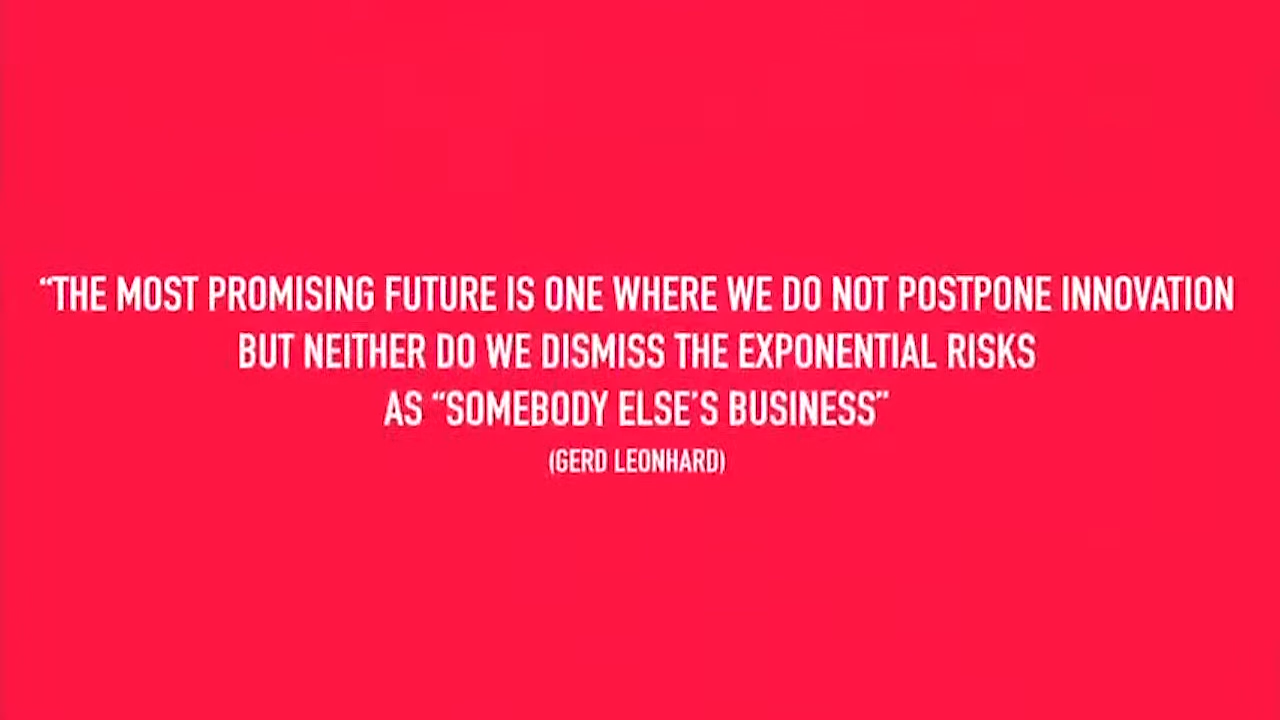 “THE MOST PROMISING FUTURE IS ONE WHERE WE DO NOT POSTPONE INNOVATION
BUT NEITHER DO WE DISMISS THE EXPONENTIAL RISKS
AS “SOMEBODY ELSE’S BUSINESS”
(GERD LEONHARD)